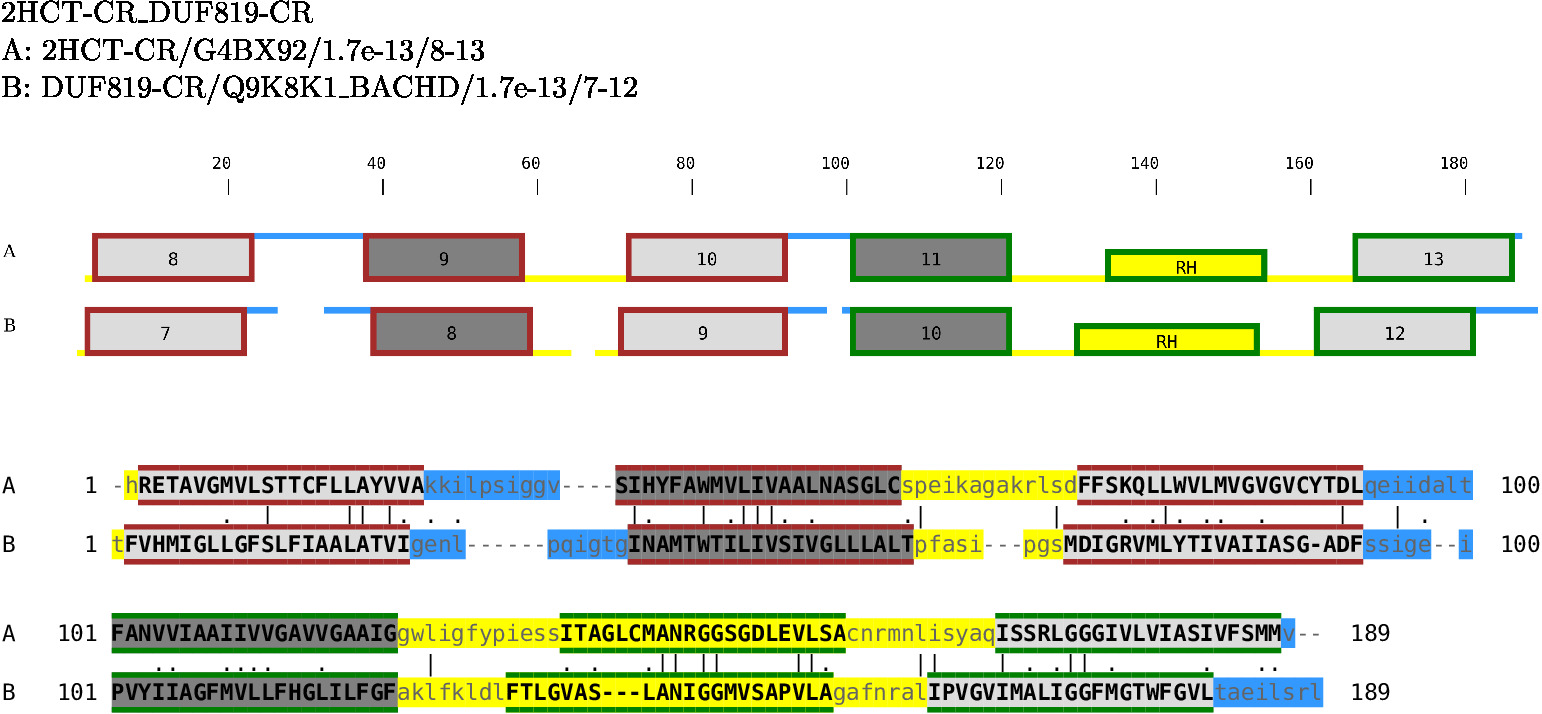 2HCT-CR_DUF819-CR
A: 2HCT-CR/G4BX92/1.7e-13/8-13
B: DUF819-CR/Q9K8K1_BACHD/1.7e-13/7-12
20 40 60 80 100 120 140 160 180
A 8 9 10 11 RH 13
B 7 8 9 10 RH 12
A 1 -hRETAVGMVLSTTCFLLAYVVAkkilpsiggv----SIHYFAWMVLIVAALNASGLCspeikagakrlsdFFSKQLLWVLMVGVGVCYTDLqeiidalt 100
B 1 tFVHMIGLLGFSLFIAALATVIgenl------pqigtgINAMTWTILIVSIVGLLLALTpfasi---pgsMDIGRVMLYTIVAIIASG-ADFssige--i 100
A 101 FANVVIAAIIVVGAVVGAAIGgwligfypiessITAGLCMANRGGSGDLEVLSAcnrmnlisyaqISSRLGGGIVLVIASIVFSMMv-- 189
B 101 PVYIIAGFMVLLFHGLILFGFaklfkldlFTLGVAS---LANIGGMVSAPVLAgafnralIPVGVIMALIGGFMGTWFGVLtaeilsrl 189